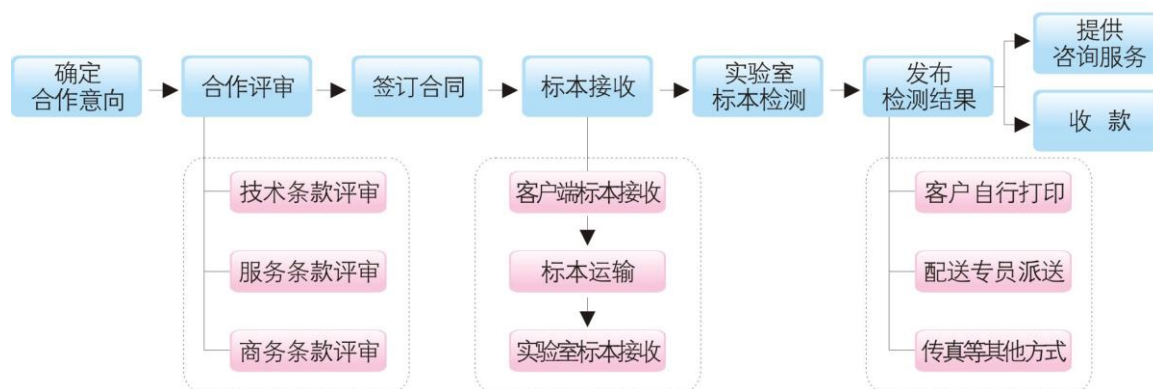 确定
合作意向
合作评审
签订合同
标本接收
实验室
标本检测
发布
检测结果
提供
咨询服务
收 款
技术条款评审
服务条款评审
商务条款评审
客户端标本接收
标本运输
实验室标本接收
客户自行打印
配送专员派送
传真等其他方式